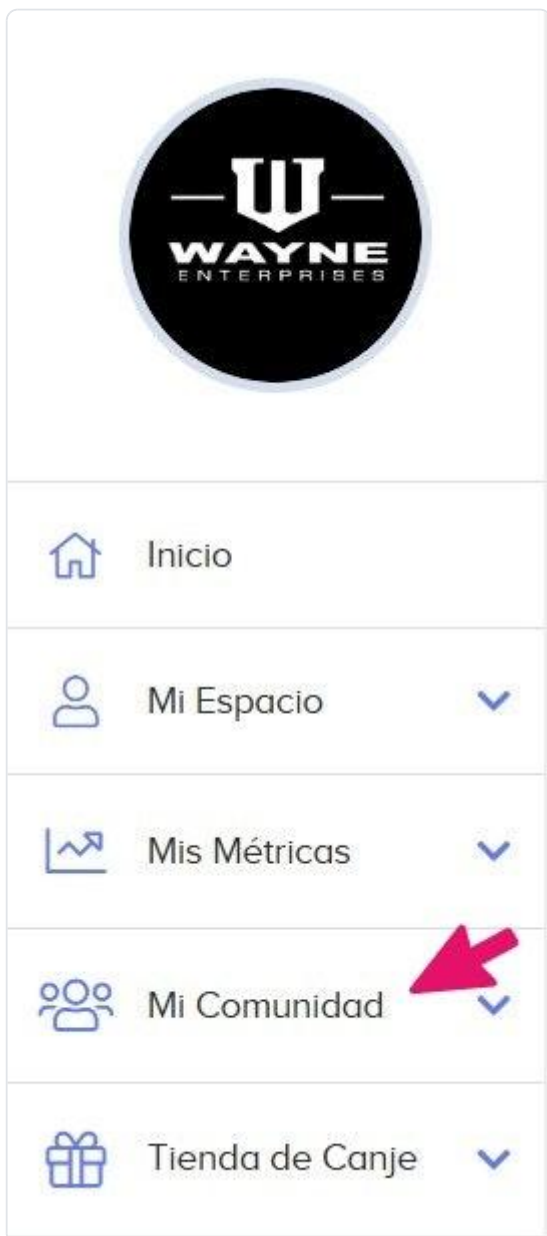 WAYNE
ENTERPRISES
Inicio
Mi Espacio
Mis Métricas
Mi Comunidad
Tienda de Canje